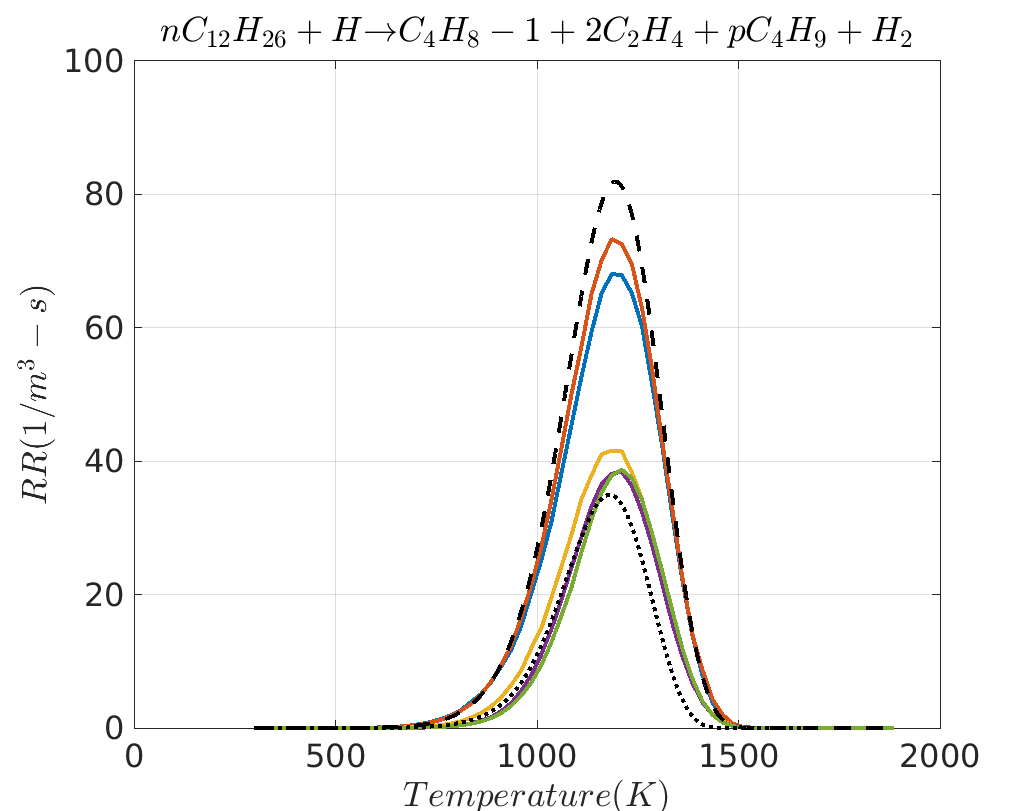 nC₁₂H₂₆ + H→C₄H₈ − 1 + 2C₂H₄ + pC₄H₉ + H₂
100
80
60
40
20
0
RR(1/m³ − s)
0 500 1000 1500 2000
Temperature(K)